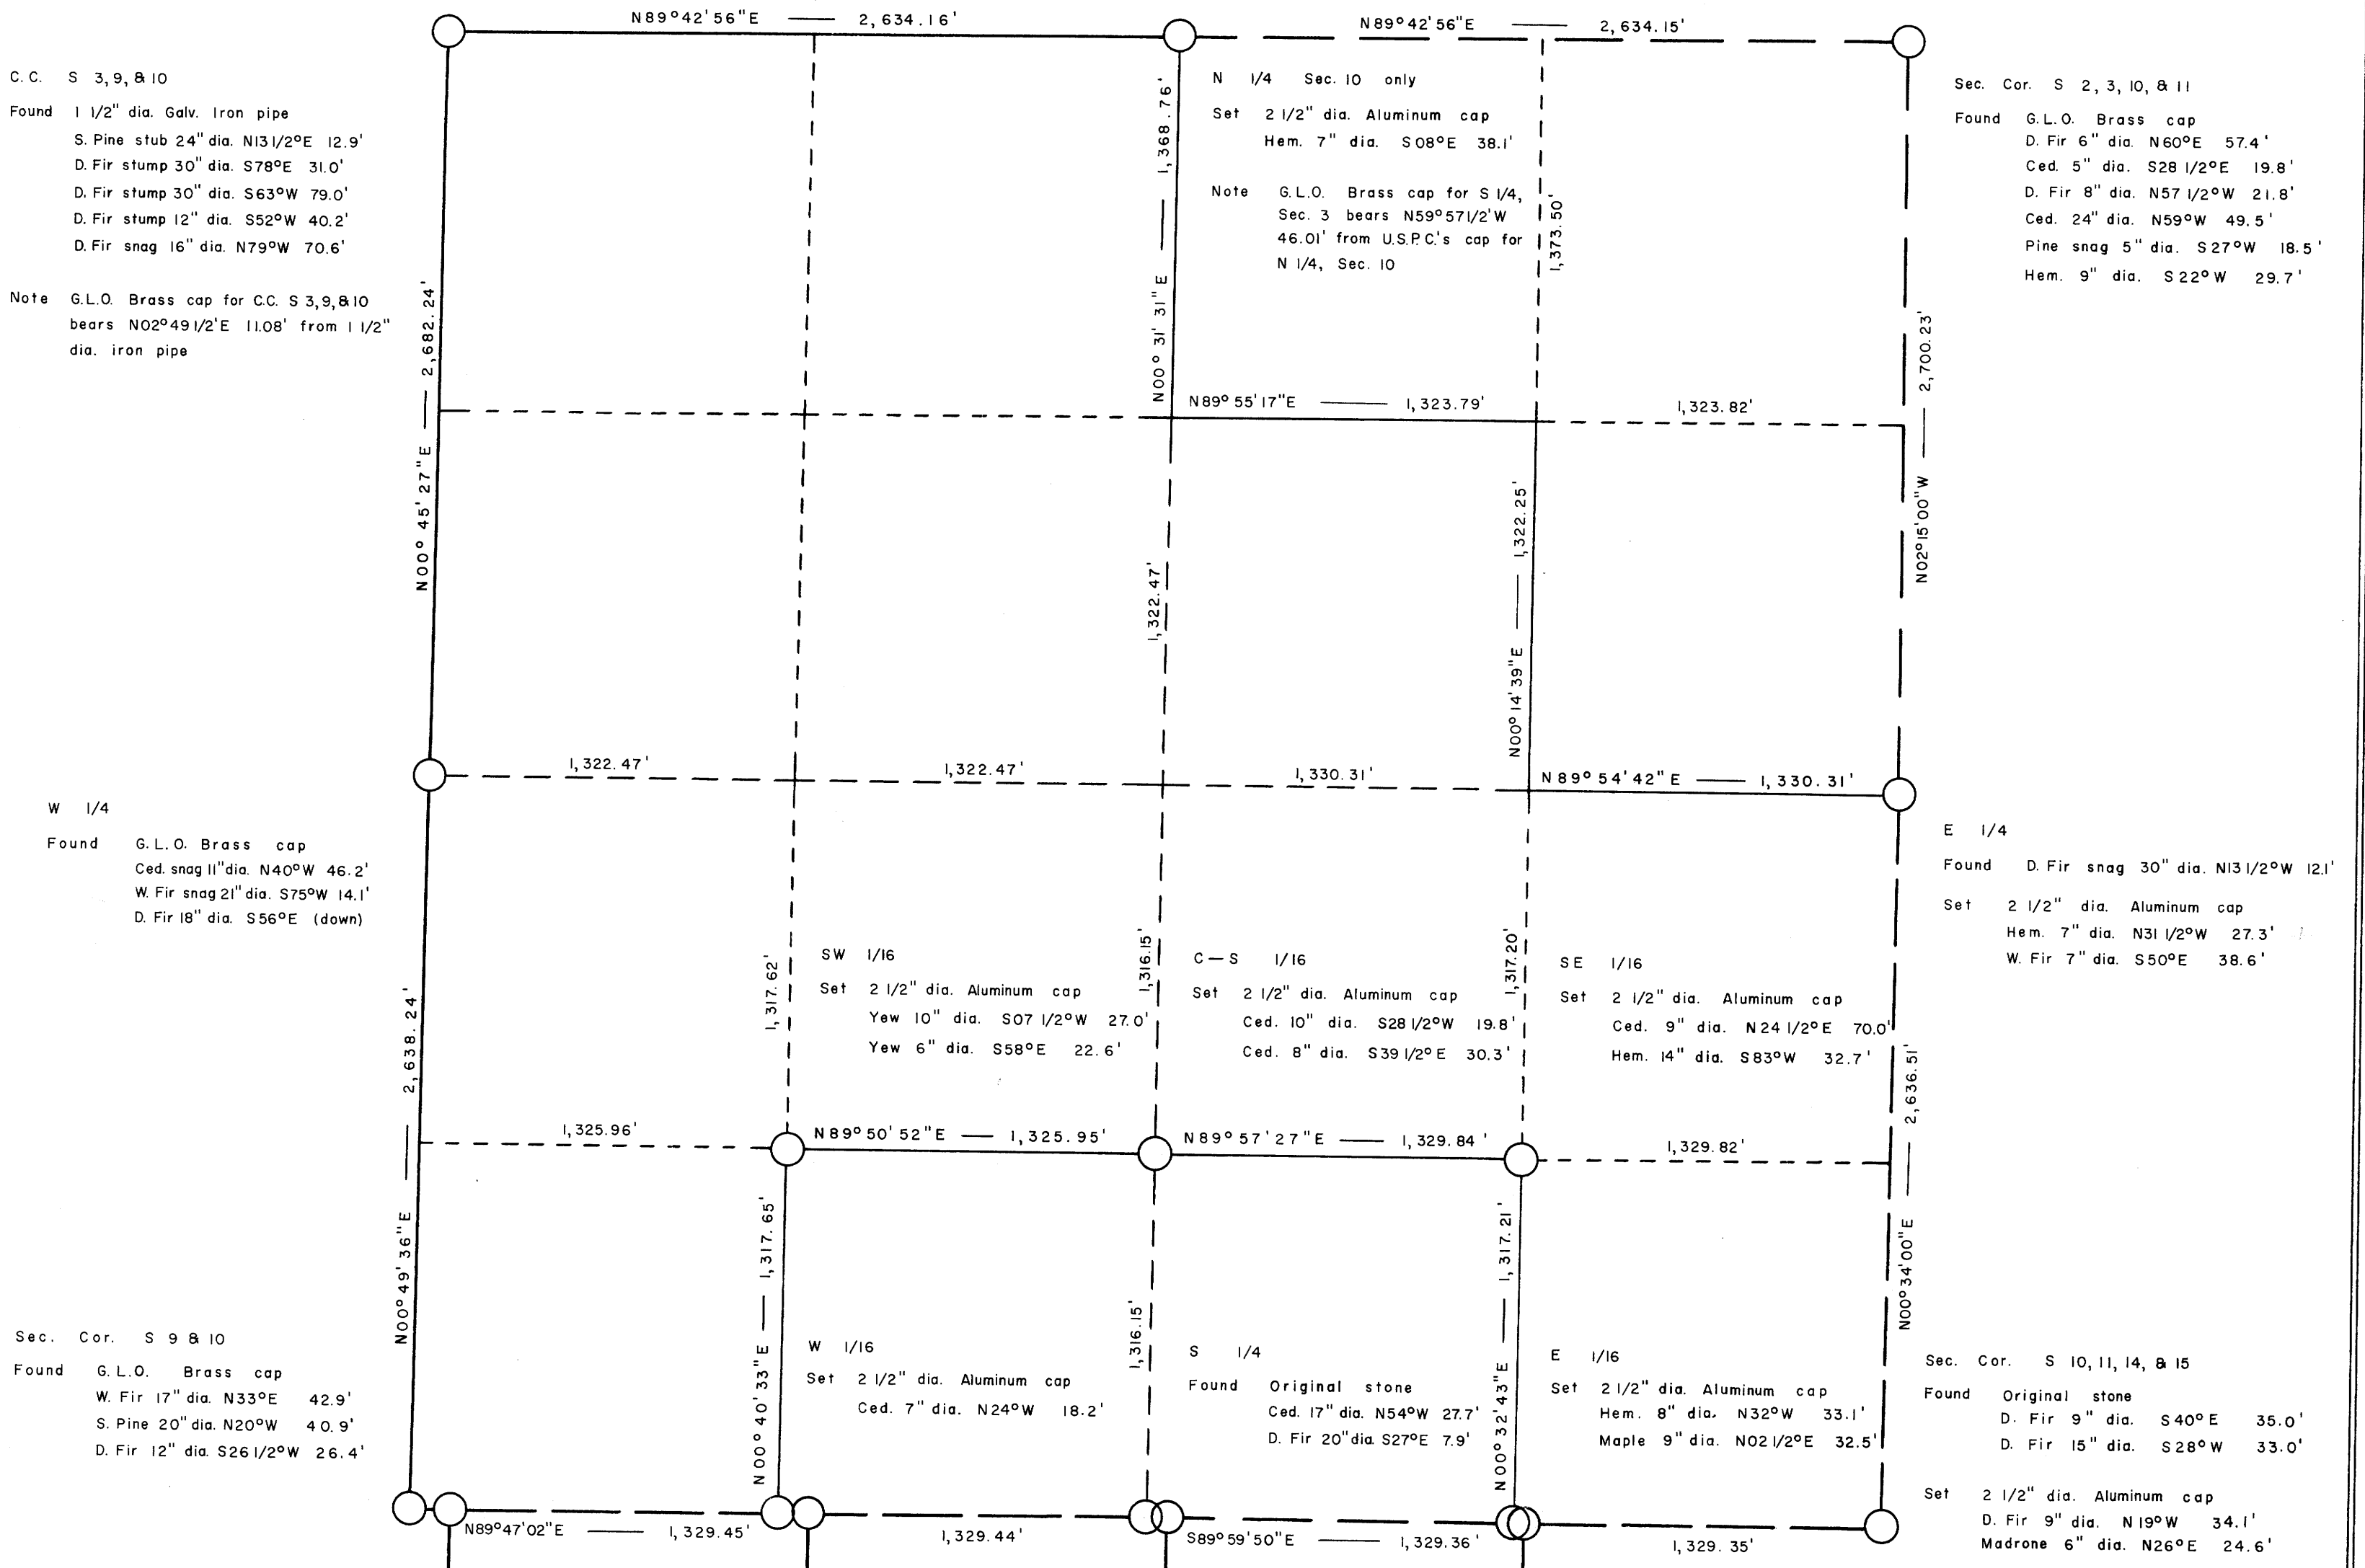 N89°42'56"E 2,634.16'
N89°42'56"E 2,634.15'
C.C. S 3, 9, & 10
Found 1 1/2" dia. Galv. Iron pipe
S. Pine stub 24" dia. N13 1/2°E 12.9'
D. Fir stump 30" dia. S78°E 31.0'
D. Fir stump 30" dia. S63°W 79.0'
D. Fir stump 12" dia. S52°W 40.2'
D. Fir snag 16" dia. N79°W 70.6'
Note G.L.O. Brass cap for C.C. S 3, 9, & 10
bears N02°49 1/2'E 11.08' from 1 1/2"
dia. iron pipe
N00°45'27"E 2,682.24'
N00°31'31"E 1,368.76'
N 1/4 Sec. 10 only
Set 2 1/2" dia. Aluminum cap
Hem. 7" dia. S08°E 38.1'
Note G.L.O. Brass cap for S 1/4,
Sec. 3 bears N59°57 1/2'W
46.01' from U.S.P.C.'s cap for
N 1/4, Sec. 10
1,373.50'
Sec. Cor. S 2, 3, 10, & 11
Found G.L.O. Brass cap
D. Fir 6" dia. N60°E 57.4'
Ced. 5" dia. S28 1/2°E 19.8'
D. Fir 8" dia. N57 1/2°W 21.8'
Ced. 24" dia. N59°W 49.5'
Pine snag 5" dia. S27°W 18.5'
Hem. 9" dia. S22°W 29.7'
N02°15'00"W 2,700.23'
N89°55'17"E 1,323.79'
1,323.82'
1,322.47'
N00°14'39"E 1,322.25'
1,322.47'
1,322.47'
1,330.31'
N89°54'42"E 1,330.31'
W 1/4
Found G.L.O. Brass cap
Ced. snag 11" dia. N40°W 46.2'
W. Fir snag 21" dia. S75°W 14.1'
D. Fir 18" dia. S56°E (down)
E 1/4
Found D. Fir snag 30" dia. N13 1/2°W 12.1'
Set 2 1/2" dia. Aluminum cap
Hem. 7" dia. N31 1/2°W 27.3'
W. Fir 7" dia. S50°E 38.6'
N00°49'36"E 2,638.24'
1,317.62'
SW 1/16
Set 2 1/2" dia. Aluminum cap
Yew 10" dia. S07 1/2°W 27.0'
Yew 6" dia. S58°E 22.6'
1,316.15'
C–S 1/16
Set 2 1/2" dia. Aluminum cap
Ced. 10" dia. S28 1/2°W 19.8'
Ced. 8" dia. S39 1/2°E 30.3'
1,317.20'
SE 1/16
Set 2 1/2" dia. Aluminum cap
Ced. 9" dia. N24 1/2°E 70.0'
Hem. 14" dia. S83°W 32.7'
N00°34'00"E 2,636.51'
1,325.96'
N89°50'52"E 1,325.95'
N89°57'27"E 1,329.84'
1,329.82'
Sec. Cor. S 9 & 10
Found G.L.O. Brass cap
W. Fir 17" dia. N33°E 42.9'
S. Pine 20" dia. N20°W 40.9'
D. Fir 12" dia. S26 1/2°W 26.4'
N00°40'33"E 1,317.65'
W 1/16
Set 2 1/2" dia. Aluminum cap
Ced. 7" dia. N24°W 18.2'
1,316.15'
S 1/4
Found Original stone
Ced. 17" dia. N54°W 27.7'
D. Fir 20" dia. S27°E 7.9'
N00°32'43"E 1,317.21'
E 1/16
Set 2 1/2" dia. Aluminum cap
Hem. 8" dia. N32°W 33.1'
Maple 9" dia. N02 1/2°E 32.5'
Sec. Cor. S 10, 11, 14, & 15
Found Original stone
D. Fir 9" dia. S40°E 35.0'
D. Fir 15" dia. S28°W 33.0'
Set 2 1/2" dia. Aluminum cap
D. Fir 9" dia. N19°W 34.1'
Madrone 6" dia. N26°E 24.6'
N89°47'02"E 1,329.45'
1,329.44'
S89°59'50"E 1,329.36'
1,329.35'